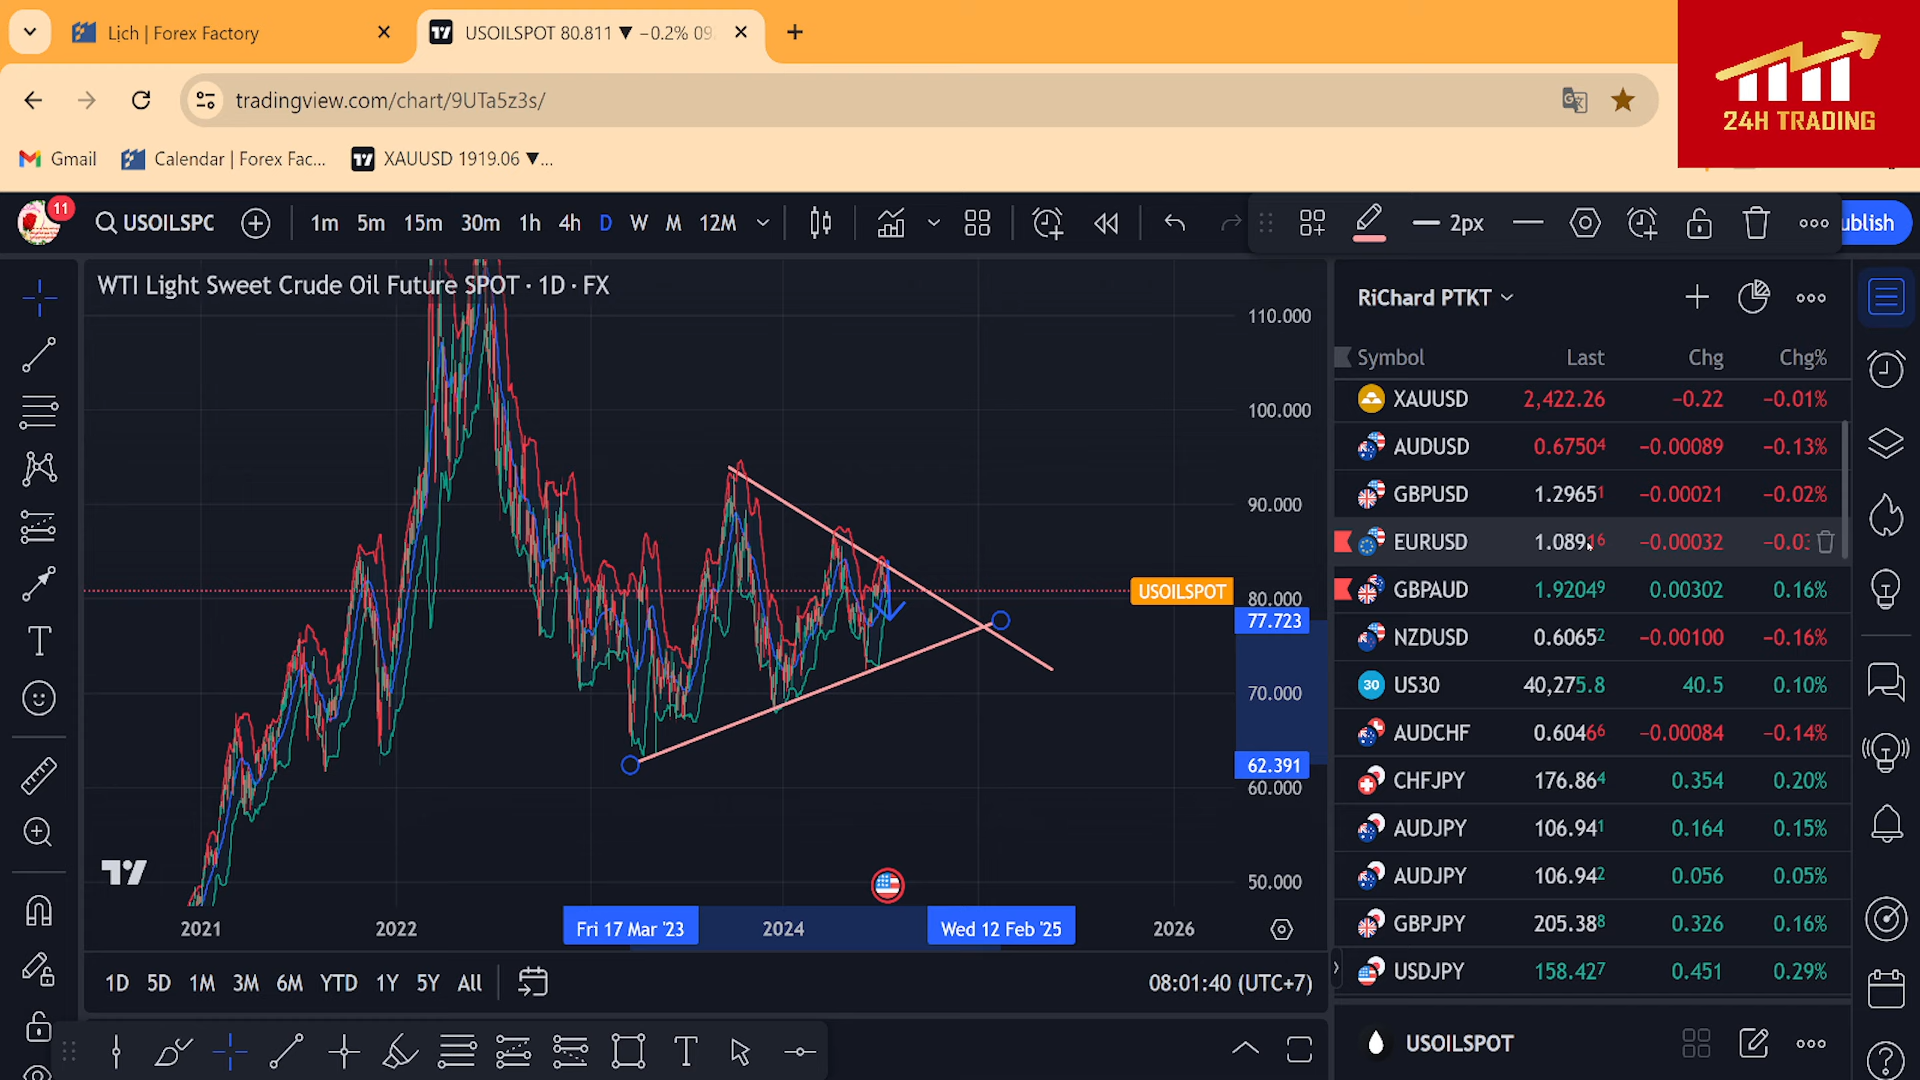 Lịch | Forex Factory
USOILSPOT 80.811 ▼ −0.2% 09
tradingview.com/chart/9UTa5z3s/
24H TRADING
Gmail
Calendar | Forex Fac...
XAUUSD 1919.06 ▼...
11
USOILSPC
1m 5m 15m 30m 1h 4h D W M 12M
2px
ublish
WTI Light Sweet Crude Oil Future SPOT · 1D · FX
110.000
100.000
90.000
USOILSPOT
80.000
77.723
70.000
62.391
60.000
50.000
2021 2022 Fri 17 Mar '23 2024 Wed 12 Feb '25 2026
1D 5D 1M 3M 6M YTD 1Y 5Y All
08:01:40 (UTC+7)
RiChard PTKT
Symbol Last Chg Chg%
XAUUSD 2,422.26 −0.22 −0.01%
AUDUSD 0.67504 −0.00089 −0.13%
GBPUSD 1.29651 −0.00021 −0.02%
EURUSD 1.08916 −0.00032 −0.0
GBPAUD 1.92049 0.00302 0.16%
NZDUSD 0.60652 −0.00100 −0.16%
30 US30 40,275.8 40.5 0.10%
AUDCHF 0.60466 −0.00084 −0.14%
CHFJPY 176.864 0.354 0.20%
AUDJPY 106.941 0.164 0.15%
AUDJPY 106.942 0.056 0.05%
GBPJPY 205.388 0.326 0.16%
USDJPY 158.427 0.451 0.29%
USOILSPOT